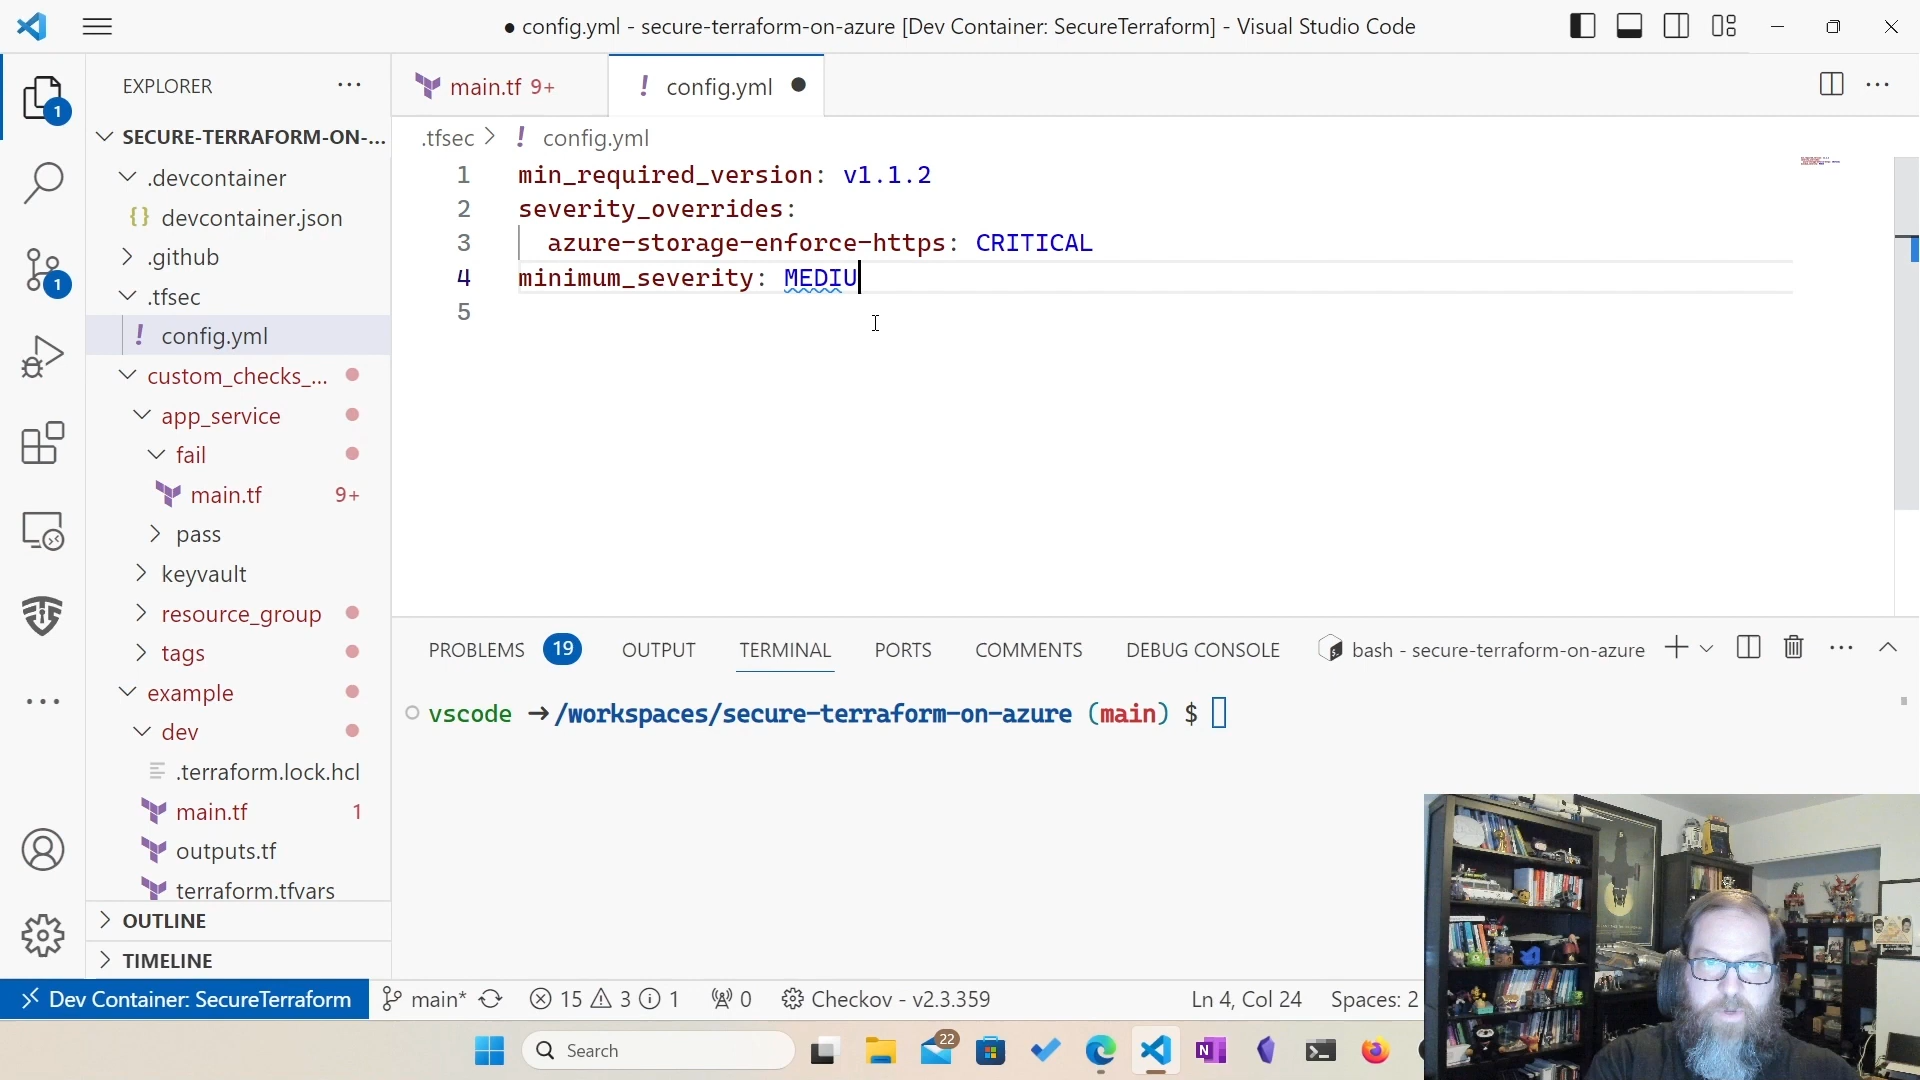 ● config.yml - secure-terraform-on-azure [Dev Container: SecureTerraform] - Visual Studio Code
EXPLORER
SECURE-TERRAFORM-ON-...
.devcontainer
{} devcontainer.json
.github
.tfsec
! config.yml
custom_checks_...
app_service
fail
main.tf 9+
pass
keyvault
resource_group
tags
example
dev
.terraform.lock.hcl
main.tf 1
outputs.tf
terraform.tfvars
OUTLINE
TIMELINE
1
1
main.tf 9+
! config.yml ●
.tfsec > ! config.yml
1 min_required_version: v1.1.2
2 severity_overrides:
3 azure-storage-enforce-https: CRITICAL
4 minimum_severity: MEDIU
5
PROBLEMS 19 OUTPUT TERMINAL PORTS COMMENTS DEBUG CONSOLE bash - secure-terraform-on-azure
vscode ➜ /workspaces/secure-terraform-on-azure (main) $
Dev Container: SecureTerraform main* 15 3 1 0 Checkov - v2.3.359 Ln 4, Col 24 Spaces: 2
Search 22